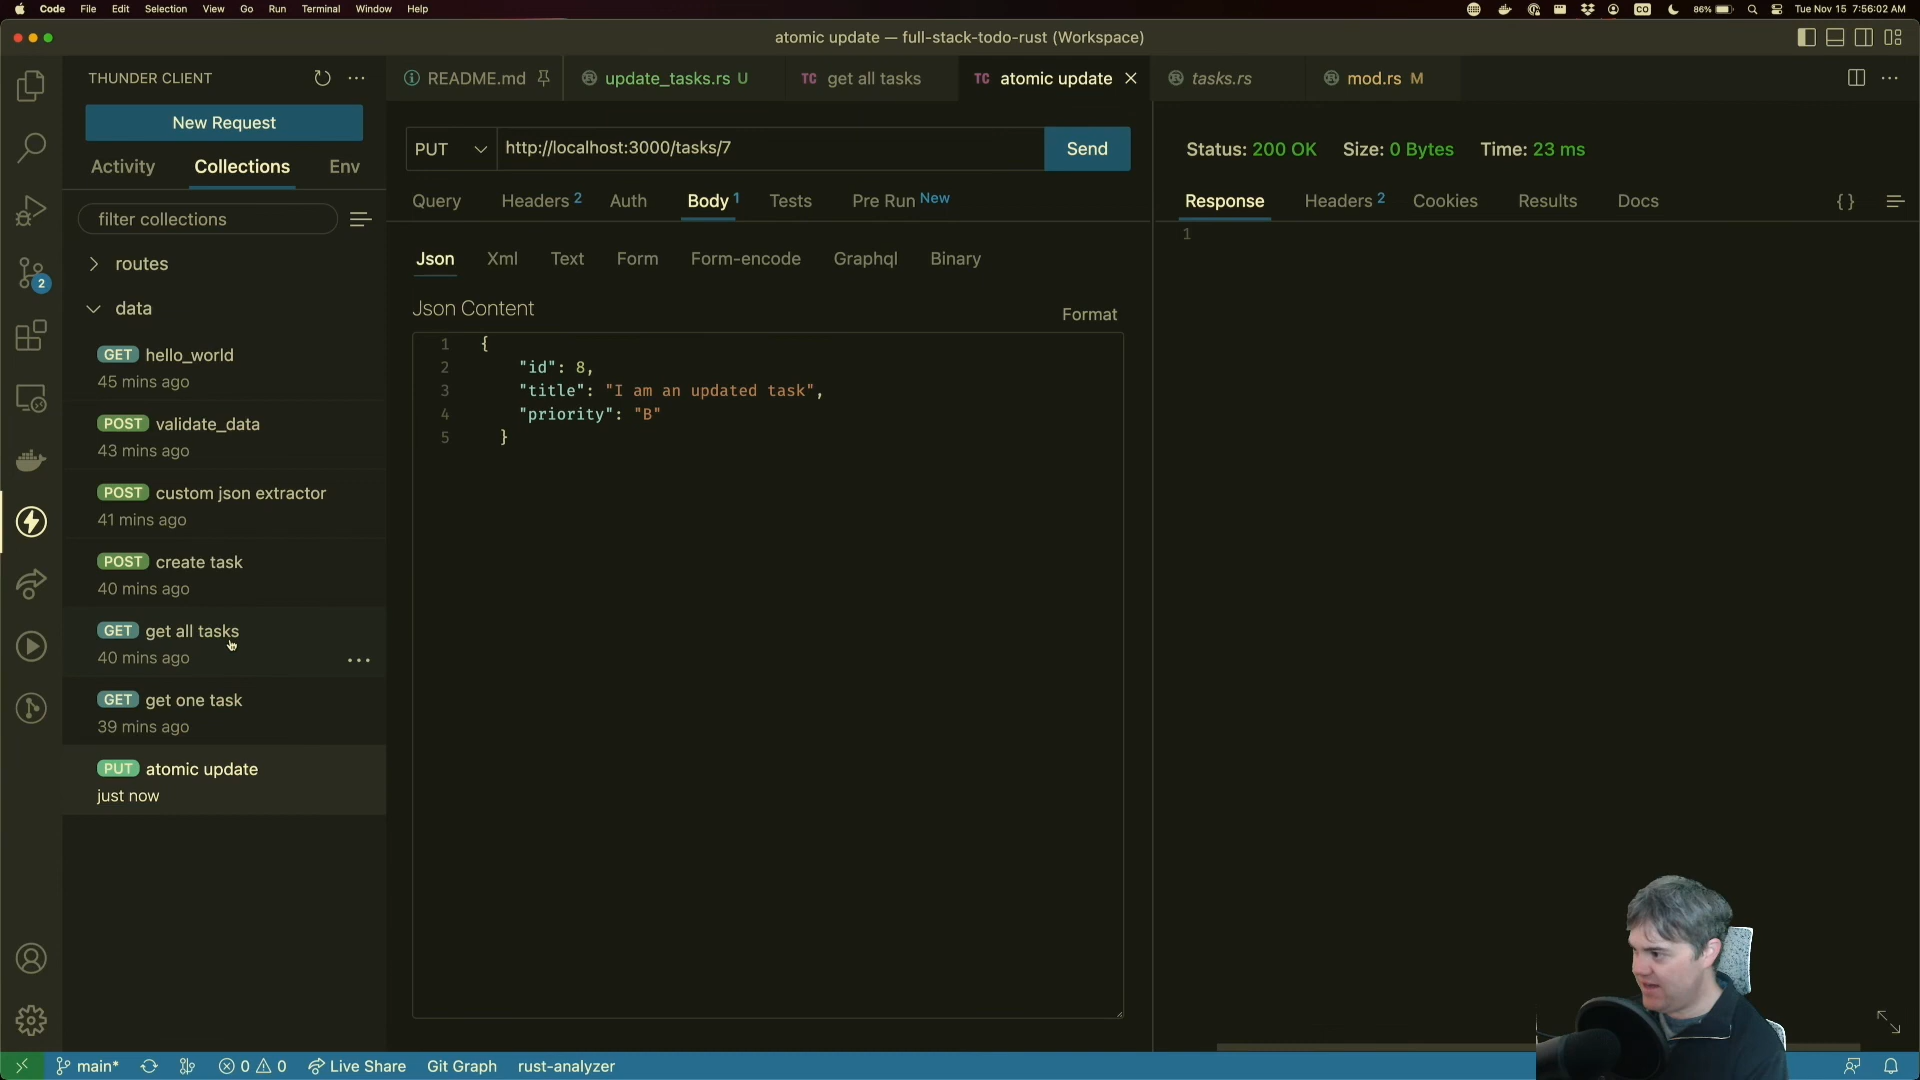 Code File Edit Selection View Go Run Terminal Window Help
CO 86% Tue Nov 15 7:56:02 AM
atomic update — full-stack-todo-rust (Workspace)
THUNDER CLIENT
New Request
Activity Collections Env
filter collections
routes
data
GET hello_world
45 mins ago
POST validate_data
43 mins ago
POST custom json extractor
41 mins ago
POST create task
40 mins ago
GET get all tasks
40 mins ago
GET get one task
39 mins ago
PUT atomic update
just now
2
README.md update_tasks.rs U TC get all tasks TC atomic update tasks.rs mod.rs M
PUT http://localhost:3000/tasks/7 Send
Query Headers 2 Auth Body 1 Tests Pre Run New
Json Xml Text Form Form-encode Graphql Binary
Json Content
Format
1 {
2 "id": 8,
3 "title": "I am an updated task",
4 "priority": "B"
5 }
Status: 200 OK Size: 0 Bytes Time: 23 ms
Response Headers 2 Cookies Results Docs {}
1
main* 0 0 Live Share Git Graph rust-analyzer